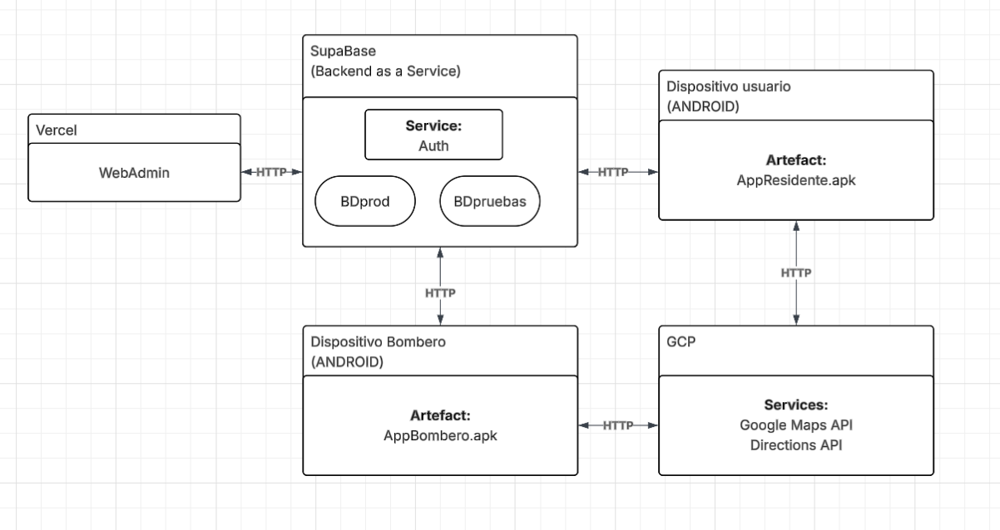 SupaBase
(Backend as a Service)
Service:
Auth
BDprod
BDpruebas
Vercel
WebAdmin
HTTP
HTTP
Dispositivo usuario
(ANDROID)
Artefact:
AppResidente.apk
HTTP
HTTP
Dispositivo Bombero
(ANDROID)
Artefact:
AppBombero.apk
HTTP
GCP
Services:
Google Maps API
Directions API